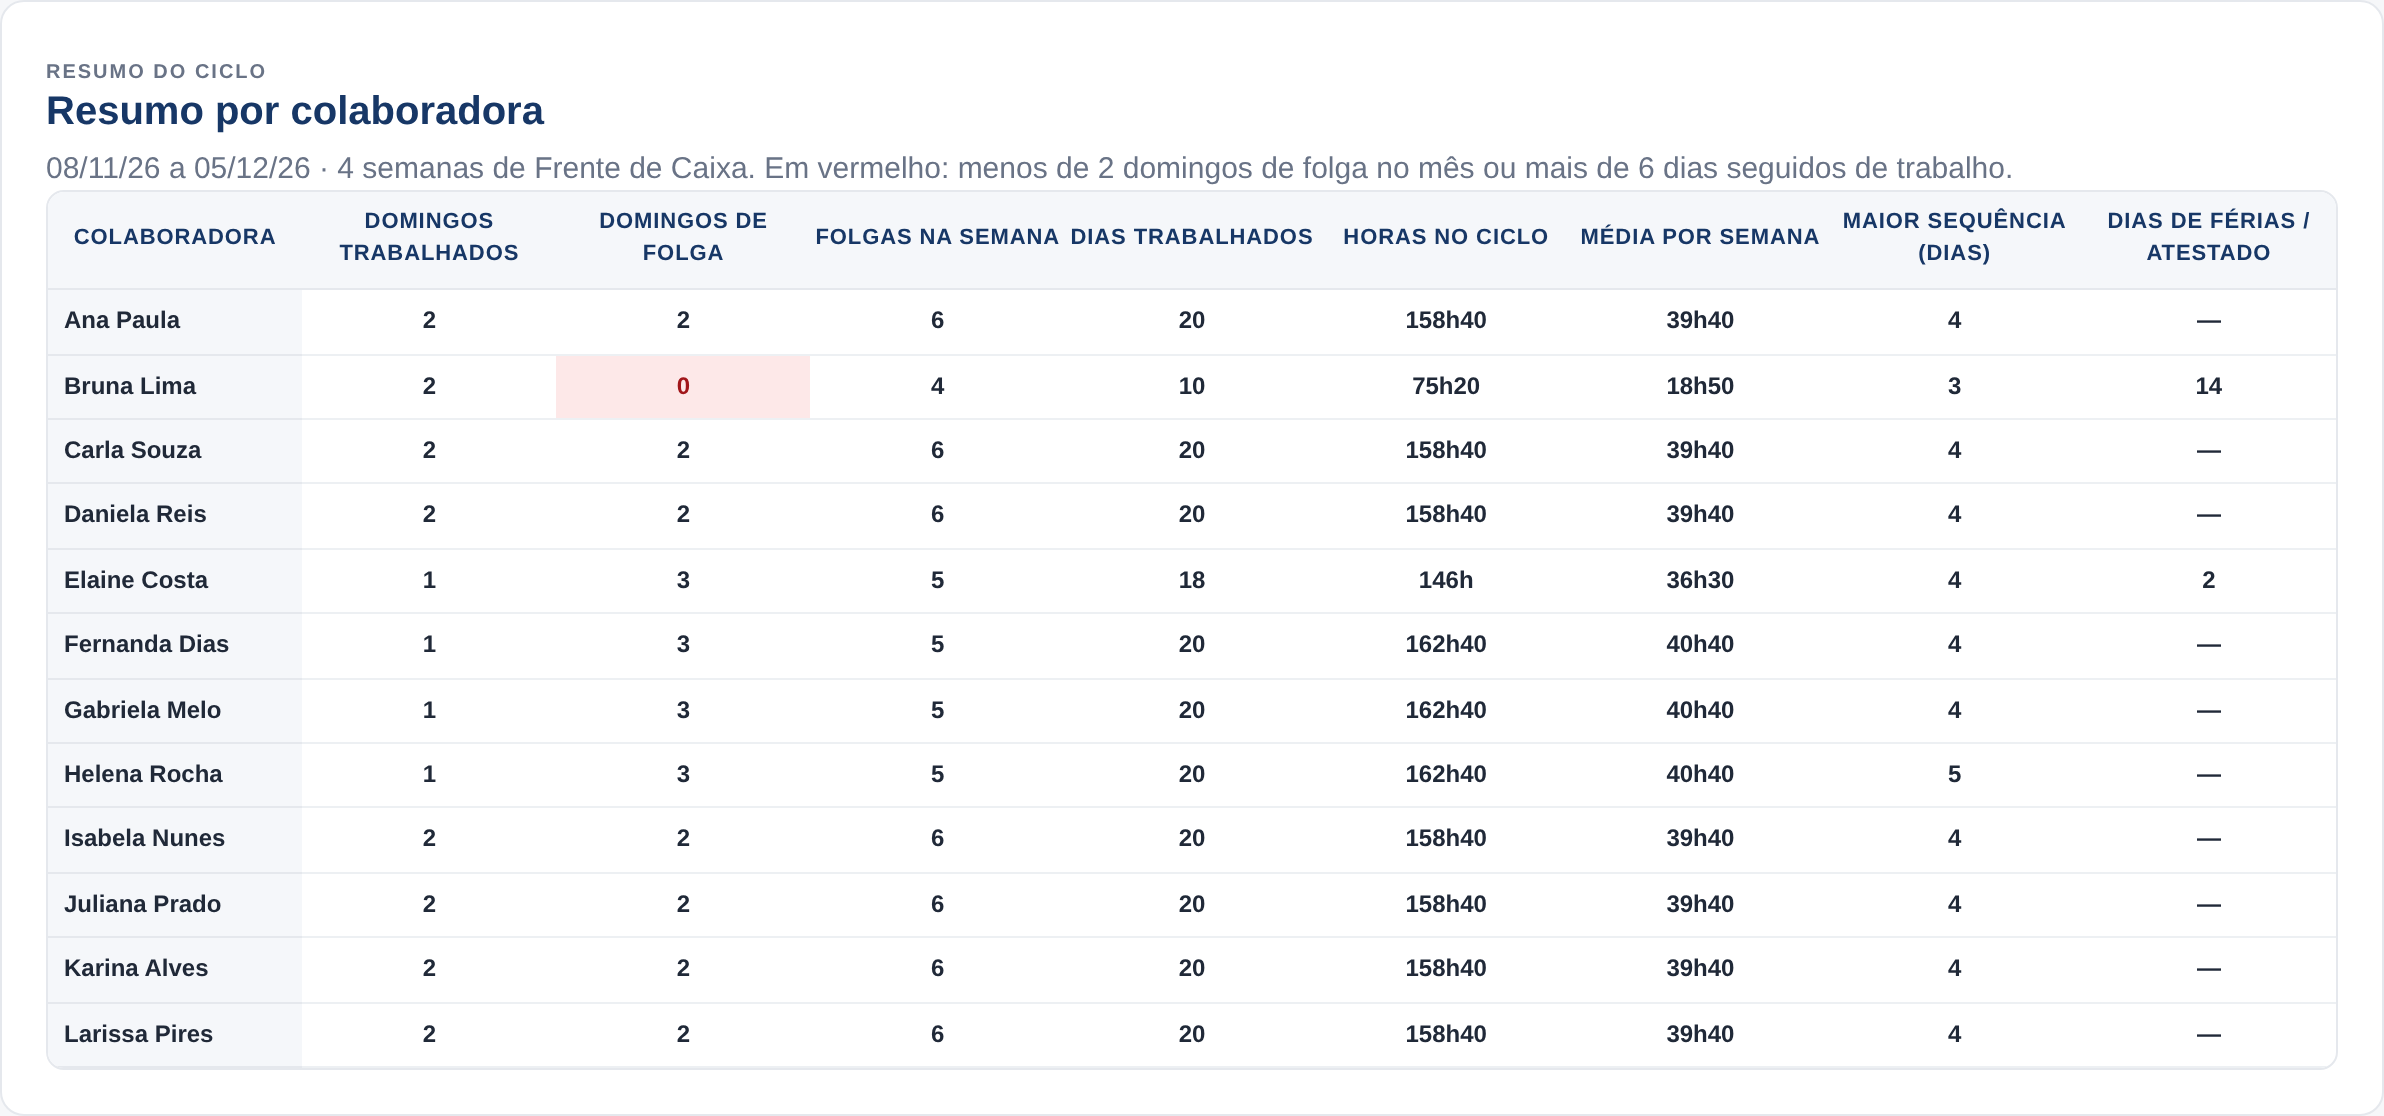 RESUMO DO CICLO
Resumo por colaboradora
08/11/26 a 05/12/26 · 4 semanas de Frente de Caixa. Em vermelho: menos de 2 domingos de folga no mês ou mais de 6 dias seguidos de trabalho.
COLABORADORA DOMINGOS TRABALHADOS DOMINGOS DE FOLGA FOLGAS NA SEMANA DIAS TRABALHADOS HORAS NO CICLO MÉDIA POR SEMANA MAIOR SEQUÊNCIA (DIAS) DIAS DE FÉRIAS / ATESTADO
Ana Paula 2 2 6 20 158h40 39h40 4 —
Bruna Lima 2 0 4 10 75h20 18h50 3 14
Carla Souza 2 2 6 20 158h40 39h40 4 —
Daniela Reis 2 2 6 20 158h40 39h40 4 —
Elaine Costa 1 3 5 18 146h 36h30 4 2
Fernanda Dias 1 3 5 20 162h40 40h40 4 —
Gabriela Melo 1 3 5 20 162h40 40h40 4 —
Helena Rocha 1 3 5 20 162h40 40h40 5 —
Isabela Nunes 2 2 6 20 158h40 39h40 4 —
Juliana Prado 2 2 6 20 158h40 39h40 4 —
Karina Alves 2 2 6 20 158h40 39h40 4 —
Larissa Pires 2 2 6 20 158h40 39h40 4 —